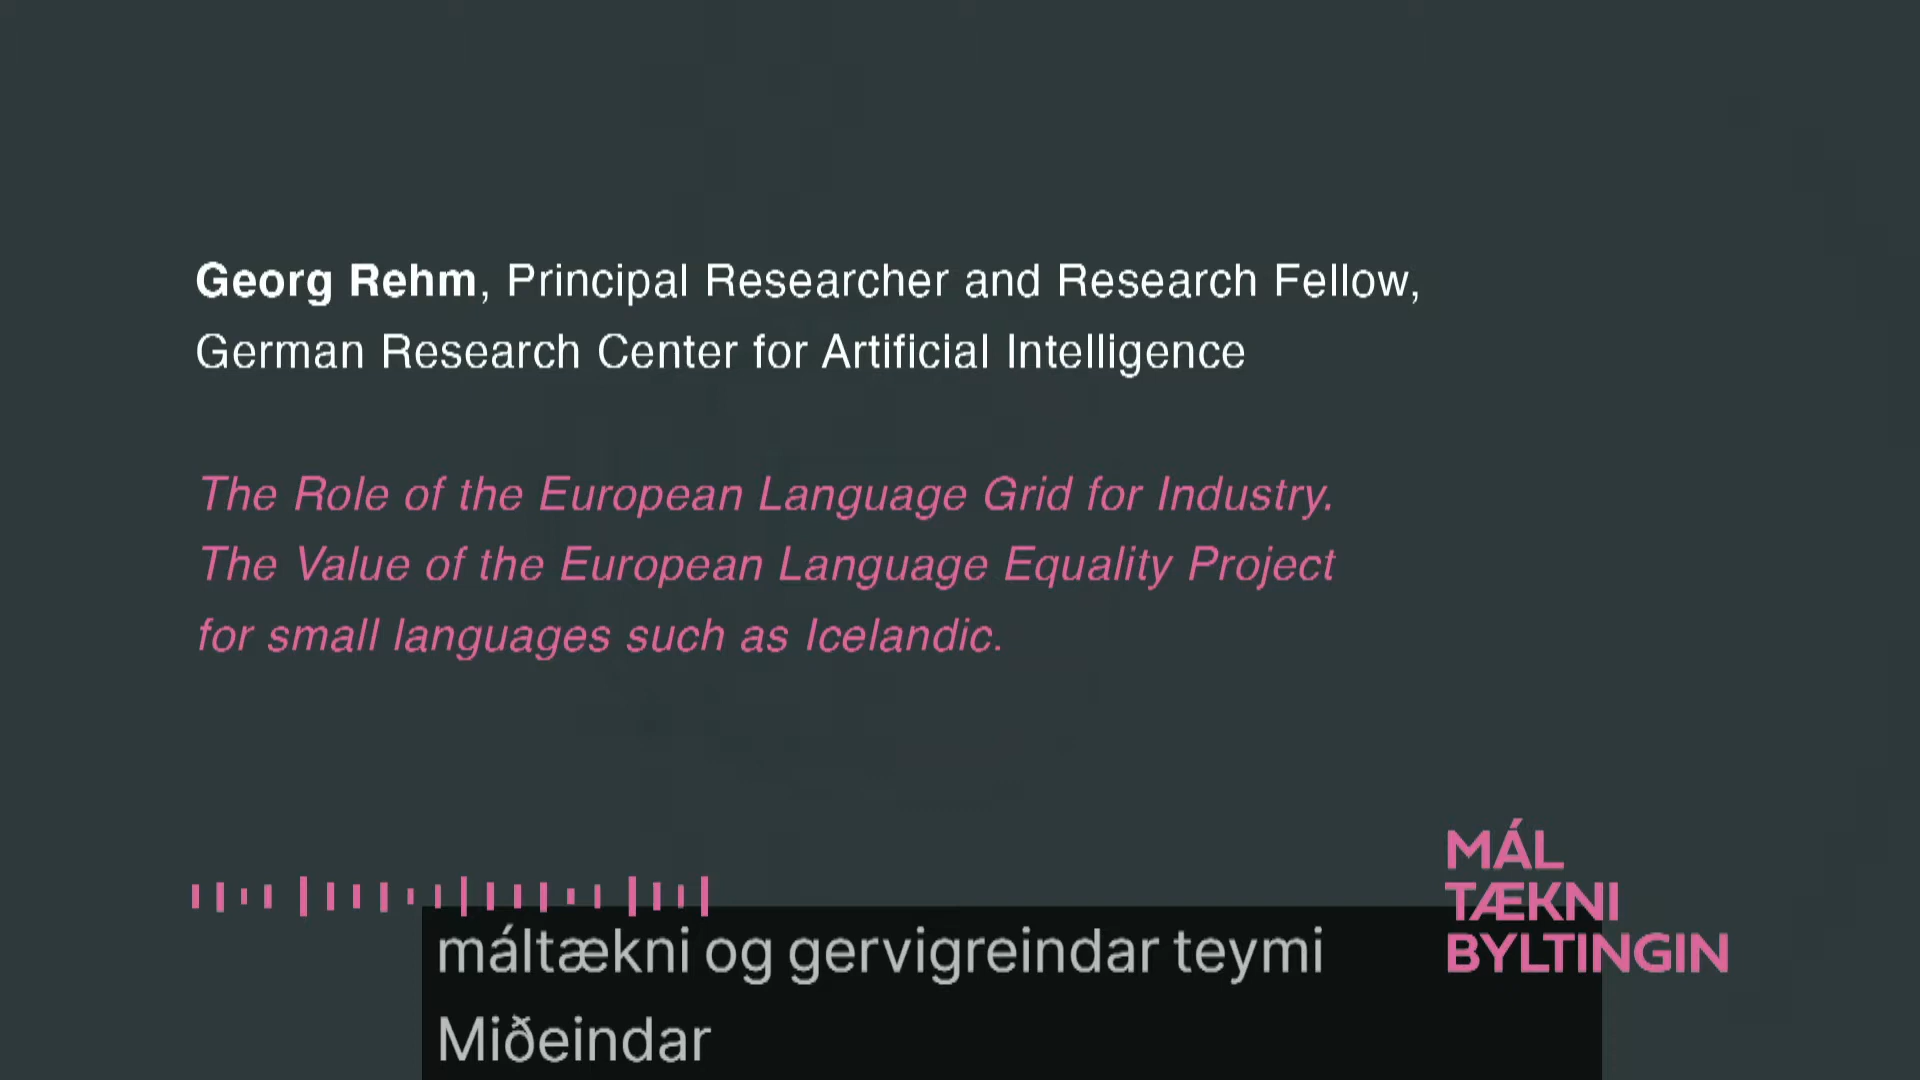 Georg Rehm, Principal Researcher and Research Fellow,
German Research Center for Artificial Intelligence
The Role of the European Language Grid for Industry.
The Value of the European Language Equality Project
for small languages such as Icelandic.
MÁL
TÆKNI
BYLTINGIN
máltækni og gervigreindar teymi
Miðeindar